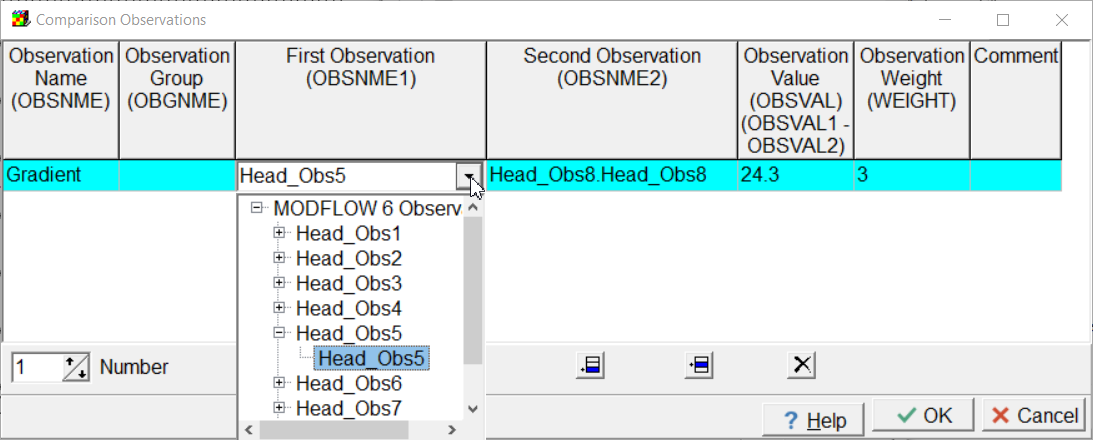 Comparison Observations
Observation Name (OBSNME)
Observation Group (OBGNME)
First Observation (OBSNME1)
Second Observation (OBSNME2)
Observation Value (OBSVAL) (OBSVAL1 - OBSVAL2)
Observation Weight (WEIGHT)
Comment
Gradient
Head_Obs5
Head_Obs8.Head_Obs8
24.3
3
MODFLOW 6 Observ
Head_Obs1
Head_Obs2
Head_Obs3
Head_Obs4
Head_Obs5
Head_Obs5
Head_Obs6
Head_Obs7
1
Number
? Help
OK
Cancel